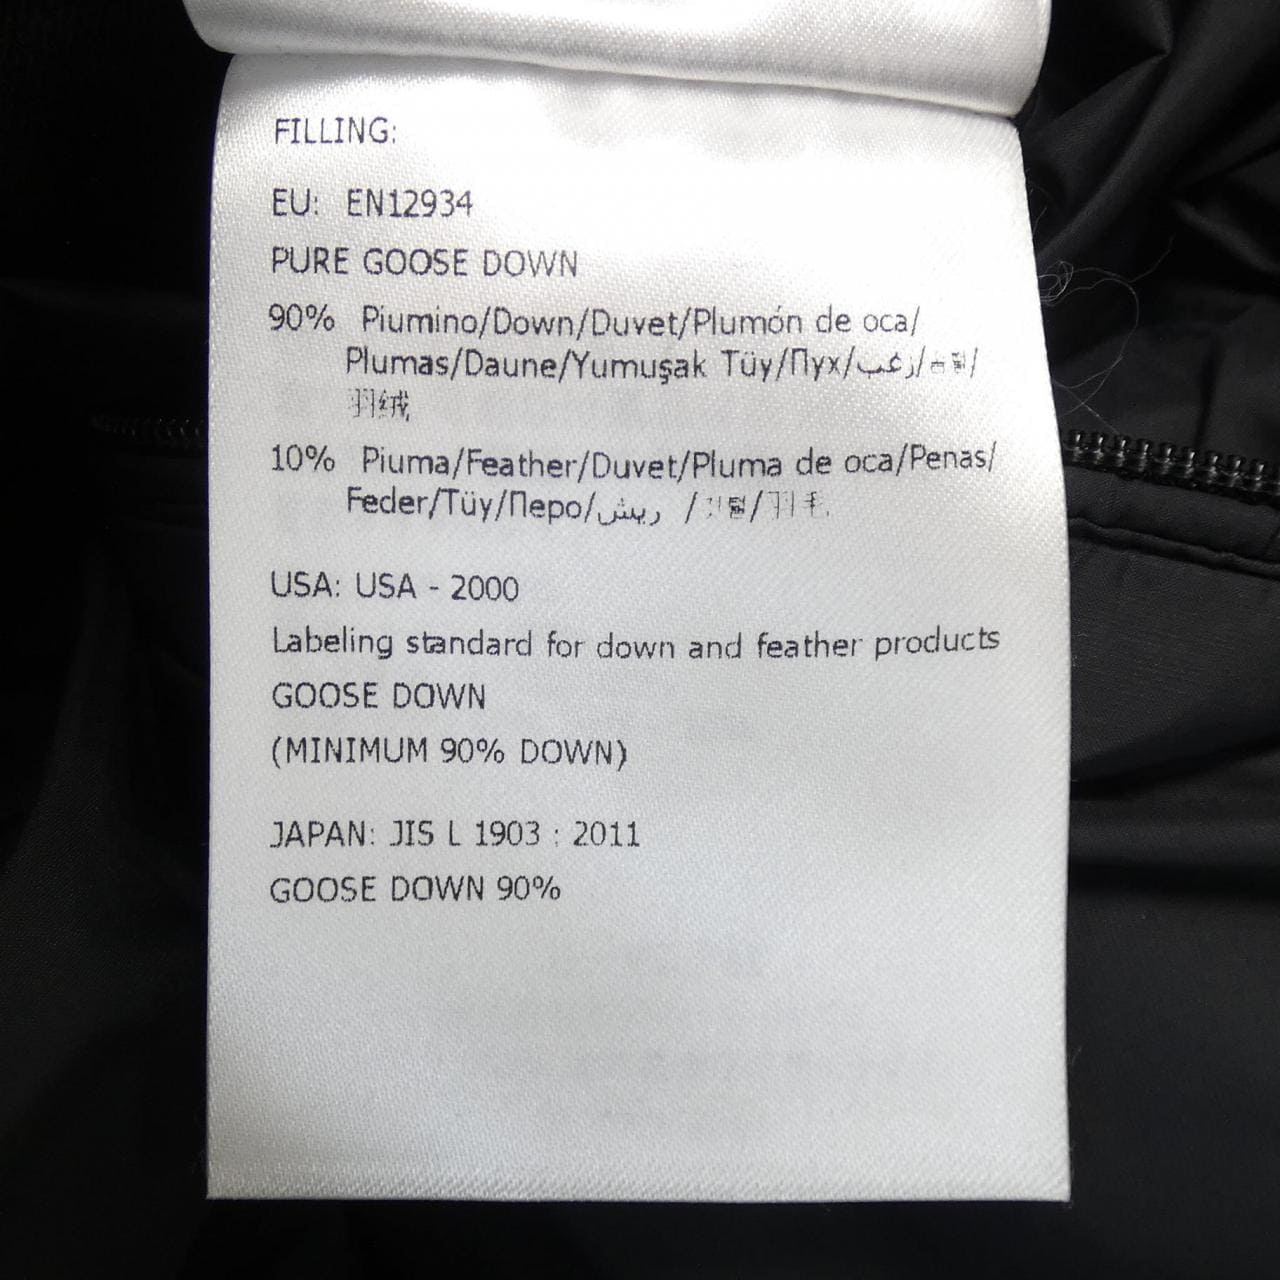 FILLING:
EU: EN12934
PURE GOOSE DOWN
90% Piumino/Down/Duvet/Plumón de oca/
Plumas/Daune/Yumuşak Tüy/Пух/زغب/
羽绒
10% Piuma/Feather/Duvet/Pluma de oca/Penas/
Feder/Tüy/Перо/ريش /羽毛
USA: USA - 2000
Labeling standard for down and feather products
GOOSE DOWN
(MINIMUM 90% DOWN)
JAPAN: JIS L 1903 : 2011
GOOSE DOWN 90%